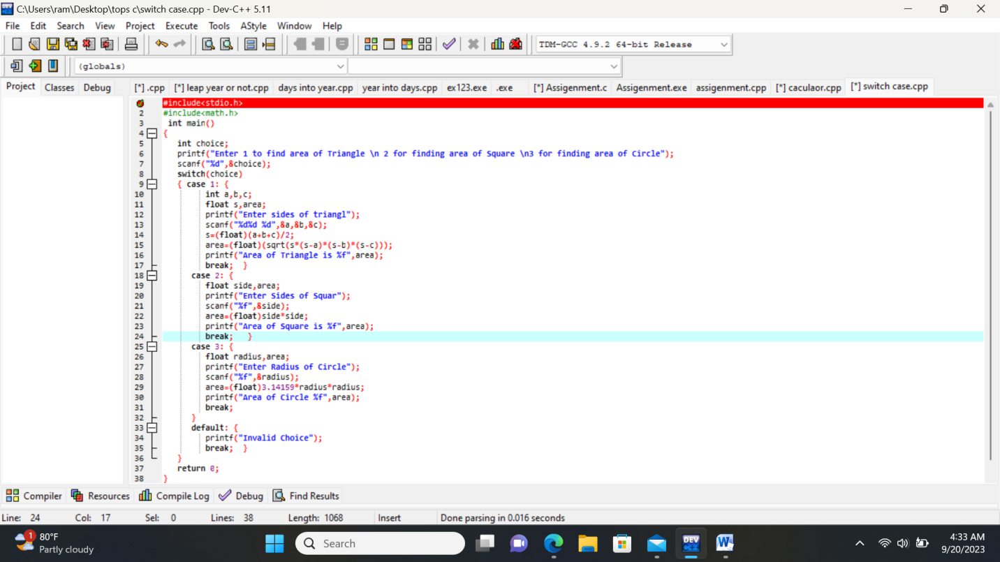 C:\Users\ram\Desktop\tops c\switch case.cpp - Dev-C++ 5.11
File Edit Search View Project Execute Tools AStyle Window Help
TDM-GCC 4.9.2 64-bit Release
(globals)
Project Classes Debug [*] .cpp [*] leap year or not.cpp days into year.cpp year into days.cpp ex123.exe .exe [*] Assigenment.c Assigenment.exe assigenment.cpp [*] caculaor.cpp [*] switch case.cpp
#include<stdio.h>
2 #include<math.h>
3 int main()
4 {
5 int choice;
6 printf("Enter 1 to find area of Triangle \n 2 for finding area of Square \n3 for finding area of Circle");
7 scanf("%d",&choice);
8 switch(choice)
9 { case 1: {
10 int a,b,c;
11 float s,area;
12 printf("Enter sides of triangl");
13 scanf("%d%d %d",&a,&b,&c);
14 s=(float)(a+b+c)/2;
15 area=(float)(sqrt(s*(s-a)*(s-b)*(s-c)));
16 printf("Area of Triangle is %f",area);
17 break; }
18 case 2: {
19 float side,area;
20 printf("Enter Sides of Squar");
21 scanf("%f",&side);
22 area=(float)side*side;
23 printf("Area of Square is %f",area);
24 break; }
25 case 3: {
26 float radius,area;
27 printf("Enter Radius of Circle");
28 scanf("%f",&radius);
29 area=(float)3.14159*radius*radius;
30 printf("Area of Circle %f",area);
31 break;
32 }
33 default: {
34 printf("Invalid Choice");
35 break; }
36 }
37 return 0;
38 }
Compiler Resources Compile Log Debug Find Results
Line: 24 Col: 17 Sel: 0 Lines: 38 Length: 1068 Insert Done parsing in 0.016 seconds
1 80°F
Partly cloudy
Search
DEV
4:33 AM
9/20/2023